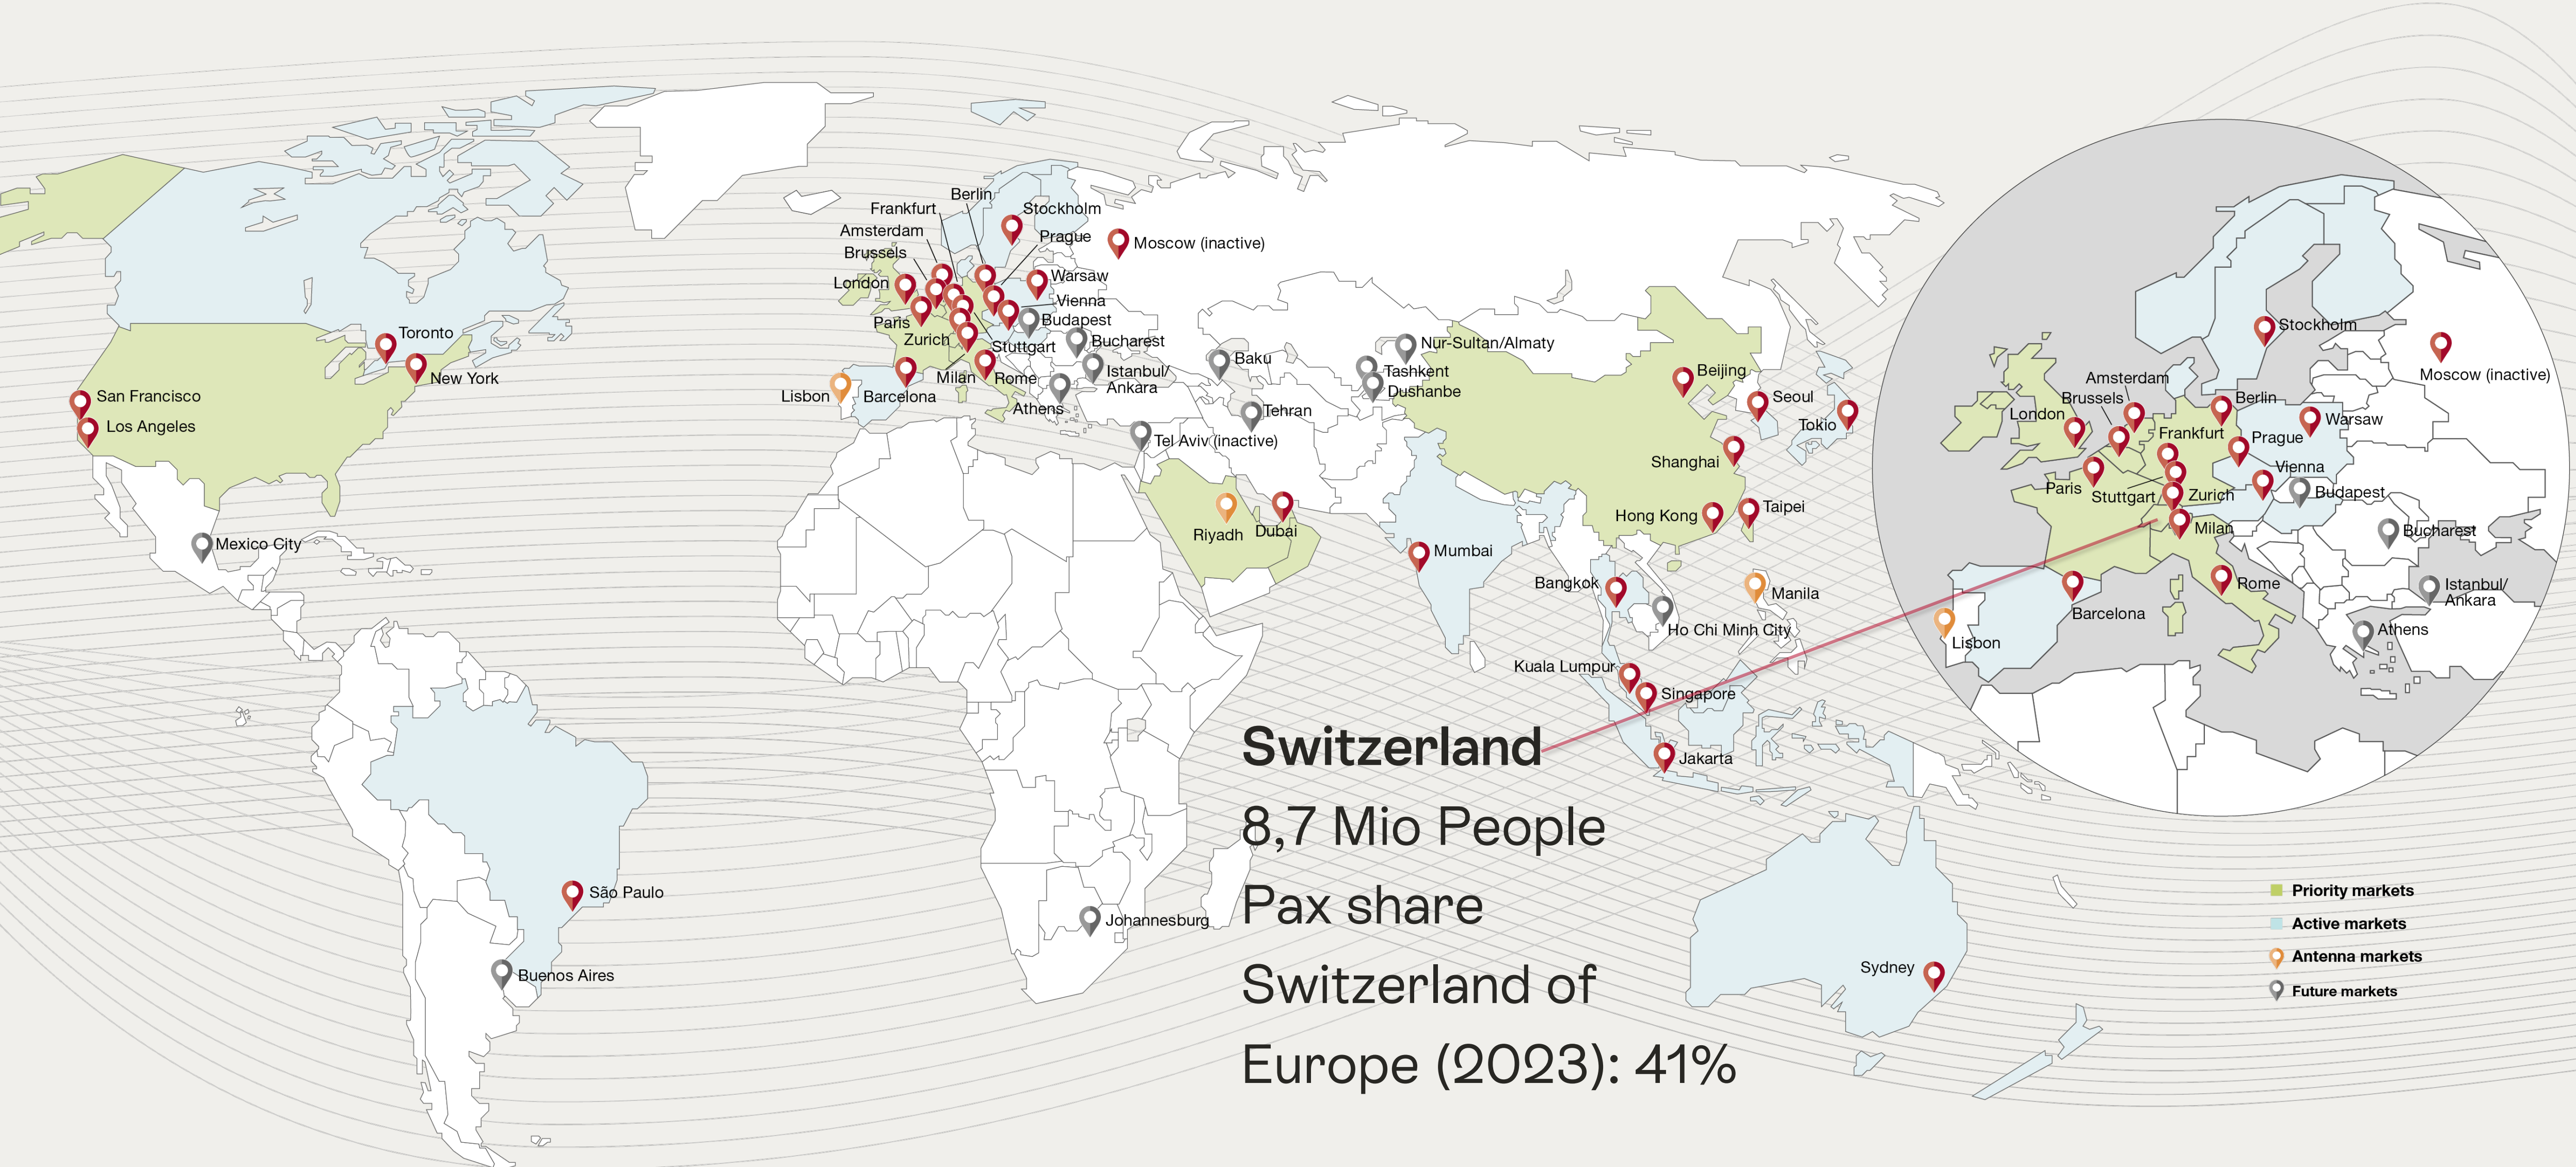 Berlin
Frankfurt
Stockholm
Amsterdam
Prague
Moscow (inactive)
Brussels
London
Warsaw
Vienna
Paris
Budapest
Zurich
Stuttgart
Bucharest
Milan
Rome
Istanbul/
Ankara
Lisbon
Barcelona
Athens
Toronto
New York
San Francisco
Los Angeles
Mexico City
São Paulo
Buenos Aires
Baku
Nur-Sultan/Almaty
Tashkent
Dushanbe
Tehran
Tel Aviv (inactive)
Riyadh
Dubai
Johannesburg
Beijing
Seoul
Tokio
Shanghai
Hong Kong
Taipei
Mumbai
Bangkok
Manila
Ho Chi Minh City
Kuala Lumpur
Singapore
Jakarta
Sydney
Switzerland
8,7 Mio People
Pax share
Switzerland of
Europe (2023): 41%
Stockholm
Moscow (inactive)
Amsterdam
Brussels
Berlin
London
Warsaw
Frankfurt
Prague
Vienna
Paris
Stuttgart
Zurich
Budapest
Milan
Bucharest
Rome
Istanbul/
Ankara
Barcelona
Athens
Lisbon
Priority markets
Active markets
Antenna markets
Future markets